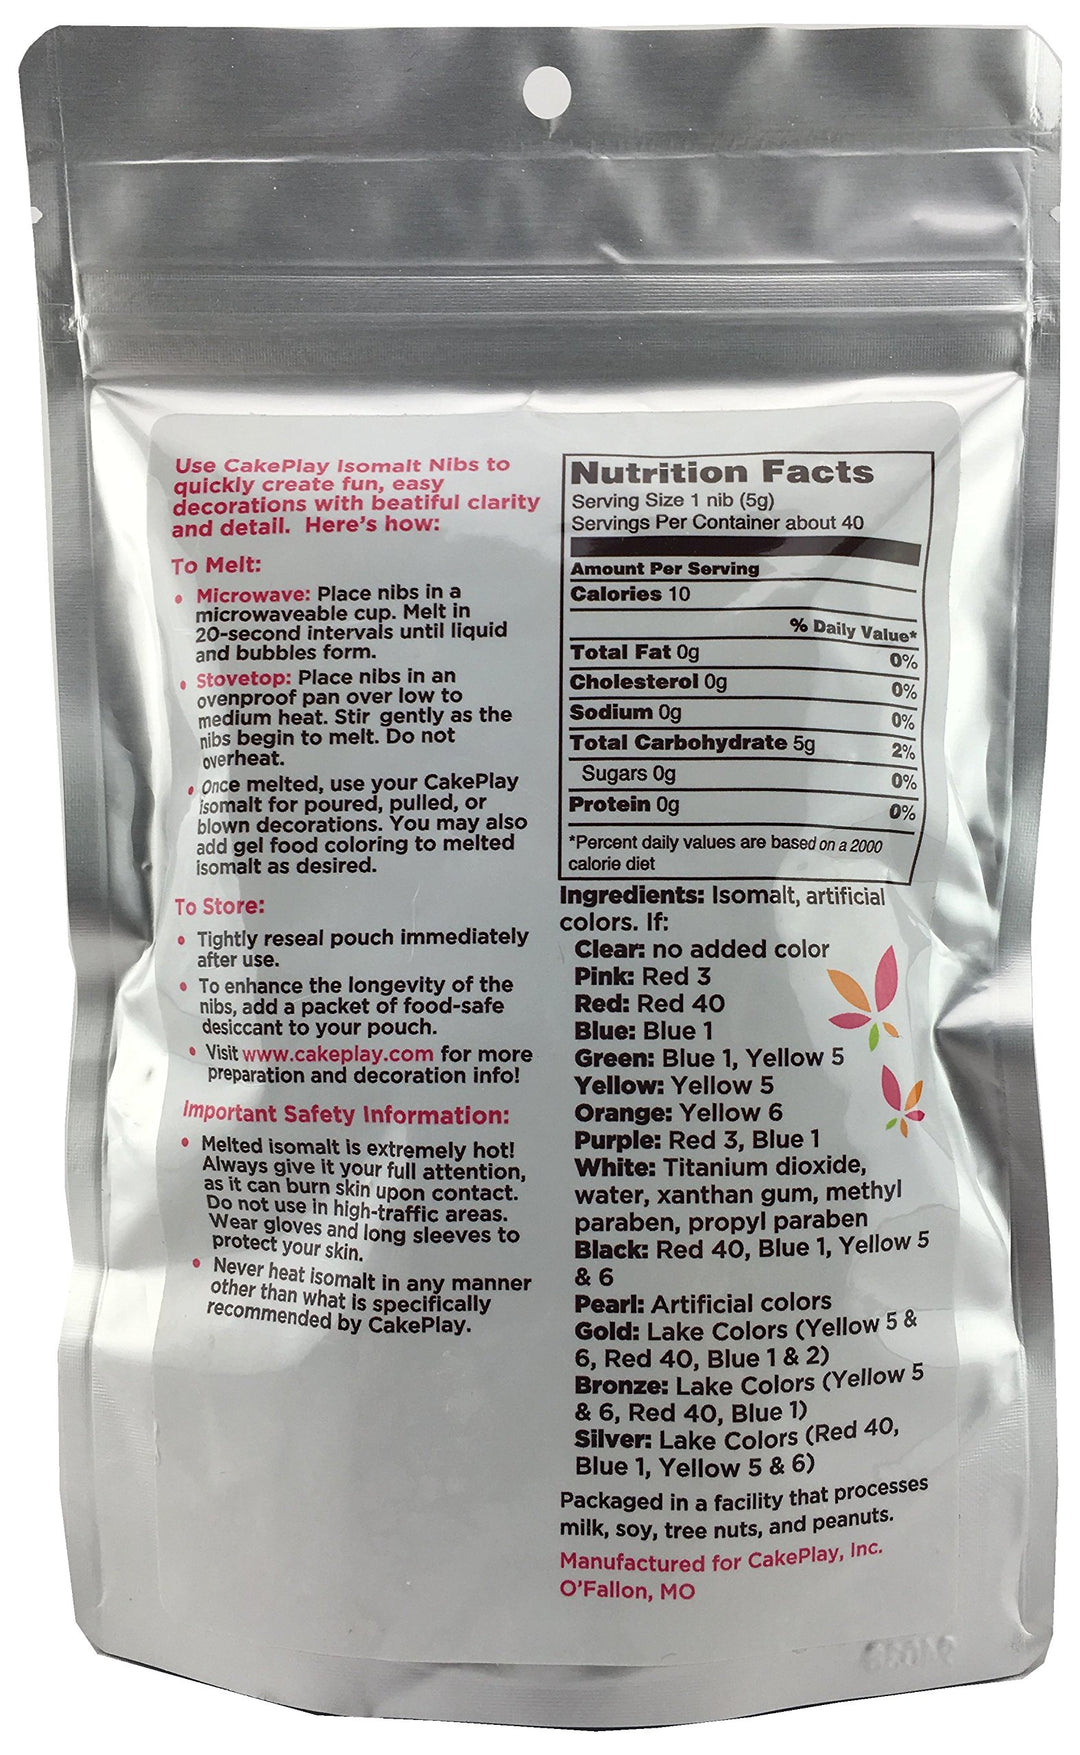 Use CakePlay Isomalt Nibs to
quickly create fun, easy
decorations with beatiful clarity
and detail. Here's how:
To Melt:
• Microwave: Place nibs in a
microwaveable cup. Melt in
20-second intervals until liquid
and bubbles form.
• Stovetop: Place nibs in an
ovenproof pan over low to
medium heat. Stir gently as the
nibs begin to melt. Do not
overheat.
• Once melted, use your CakePlay
isomalt for poured, pulled, or
blown decorations. You may also
add gel food coloring to melted
isomalt as desired.
To Store:
• Tightly reseal pouch immediately
after use.
• To enhance the longevity of the
nibs, add a packet of food-safe
desiccant to your pouch.
• Visit www.cakeplay.com for more
preparation and decoration info!
Important Safety Information:
• Melted isomalt is extremely hot!
Always give it your full attention,
as it can burn skin upon contact.
Do not use in high-traffic areas.
Wear gloves and long sleeves to
protect your skin.
• Never heat isomalt in any manner
other than what is specifically
recommended by CakePlay.
Nutrition Facts
Serving Size 1 nib (5g)
Servings Per Container about 40
Amount Per Serving
Calories 10
% Daily Value*
Total Fat 0g 0%
Cholesterol 0g 0%
Sodium 0g 0%
Total Carbohydrate 5g 2%
Sugars 0g 0%
Protein 0g 0%
*Percent daily values are based on a 2000
calorie diet
Ingredients: Isomalt, artificial
colors. If:
Clear: no added color
Pink: Red 3
Red: Red 40
Blue: Blue 1
Green: Blue 1, Yellow 5
Yellow: Yellow 5
Orange: Yellow 6
Purple: Red 3, Blue 1
White: Titanium dioxide,
water, xanthan gum, methyl
paraben, propyl paraben
Black: Red 40, Blue 1, Yellow 5
& 6
Pearl: Artificial colors
Gold: Lake Colors (Yellow 5 &
6, Red 40, Blue 1 & 2)
Bronze: Lake Colors (Yellow 5
& 6, Red 40, Blue 1)
Silver: Lake Colors (Red 40,
Blue 1, Yellow 5 & 6)
Packaged in a facility that processes
milk, soy, tree nuts, and peanuts.
Manufactured for CakePlay, Inc.
O'Fallon, MO